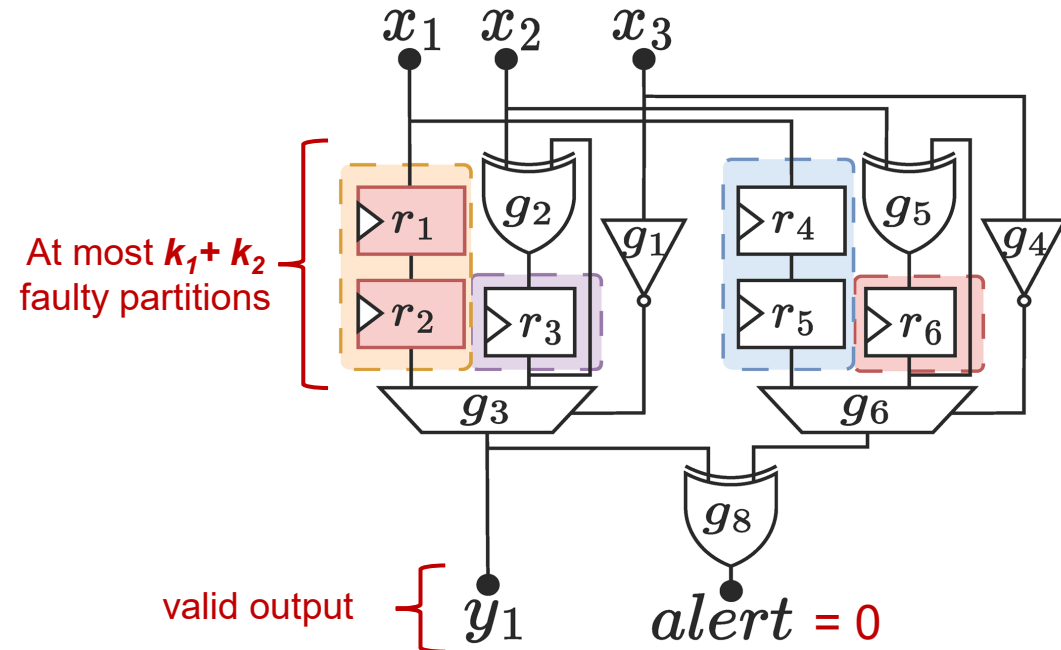 x₁ x₂ x₃
At most k₁+ k₂
faulty partitions
r₁ g₂ g₁ r₄ g₅ g₄
r₂ r₃ r₅ r₆
g₃ g₆
g₈
valid output
y₁ alert = 0